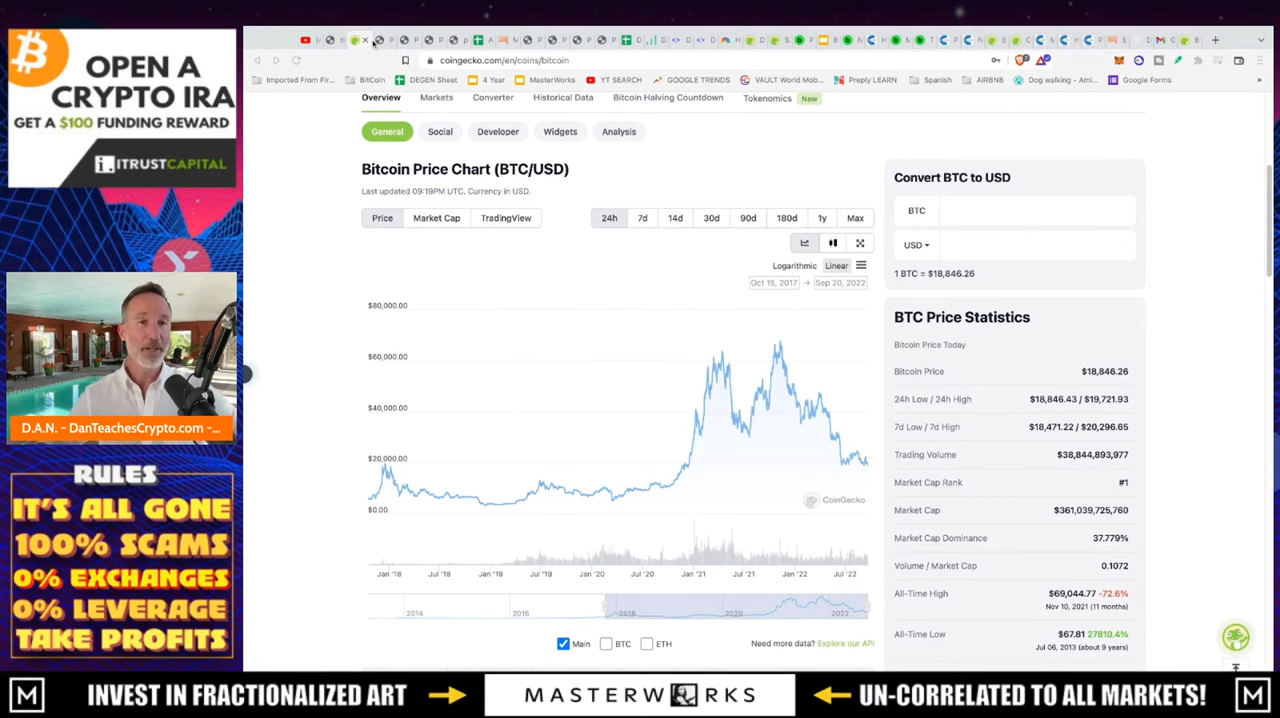 OPEN A
CRYPTO IRA
GET A $100 FUNDING REWARD
ITRUSTCAPITAL
D.A.N. - DanTeachesCrypto.com -...
RULES
IT'S ALL GONE
100% SCAMS
0% EXCHANGES
0% LEVERAGE
TAKE PROFITS
coingecko.com/en/coins/bitcoin
Imported From Fir...
BitCoin
DEGEN Sheet
4 Year
MasterWorks
YT SEARCH
GOOGLE TRENDS
VAULT World Mob...
Preply LEARN
Spanish
AIRBNB
Dog walking - Ami...
Google Forms
Overview
Markets
Converter
Historical Data
Bitcoin Halving Countdown
Tokenomics
New
General
Social
Developer
Widgets
Analysis
Bitcoin Price Chart (BTC/USD)
Last updated 09:19PM UTC. Currency in USD.
Price
Market Cap
TradingView
24h
7d
14d
30d
90d
180d
1y
Max
Logarithmic
Linear
Oct 15, 2017 → Sep 20, 2022
$80,000.00
$60,000.00
$40,000.00
$20,000.00
$0.00
CoinGecko
Jan '18
Jul '18
Jan '19
Jul '19
Jan '20
Jul '20
Jan '21
Jul '21
Jan '22
Jul '22
2014
2016
2018
2020
2022
Main
BTC
ETH
Need more data? Explore our API
Convert BTC to USD
BTC
USD
1 BTC = $18,846.26
BTC Price Statistics
Bitcoin Price Today
Bitcoin Price $18,846.26
24h Low / 24h High $18,846.43 / $19,721.93
7d Low / 7d High $18,471.22 / $20,296.65
Trading Volume $38,844,893,977
Market Cap Rank #1
Market Cap $361,039,725,760
Market Cap Dominance 37.779%
Volume / Market Cap 0.1072
All-Time High $69,044.77 -72.6%
Nov 10, 2021 (11 months)
All-Time Low $67.81 27810.4%
Jul 06, 2013 (about 9 years)
INVEST IN FRACTIONALIZED ART
MASTERWORKS
UN-CORRELATED TO ALL MARKETS!